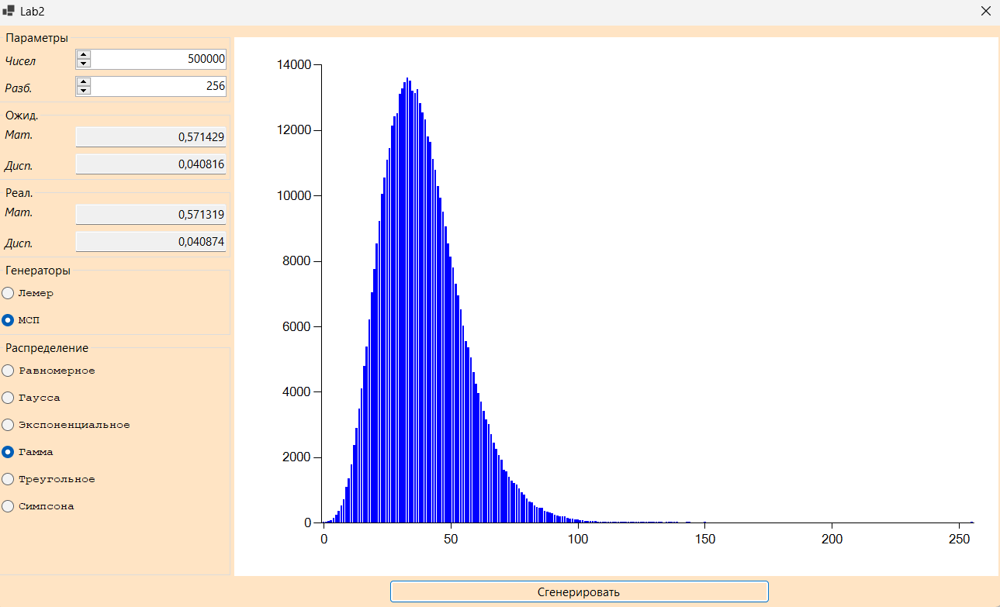 Lab2
Параметры
Чисел 500000
Разб. 256
Ожид.
Мат. 0,571429
Дисп. 0,040816
Реал.
Мат. 0,571319
Дисп. 0,040874
Генераторы
Лемер
МСП
Распределение
Равномерное
Гаусса
Экспоненциальное
Гамма
Треугольное
Симпсона
14000
12000
10000
8000
6000
4000
2000
0
0 50 100 150 200 250
Сгенерировать